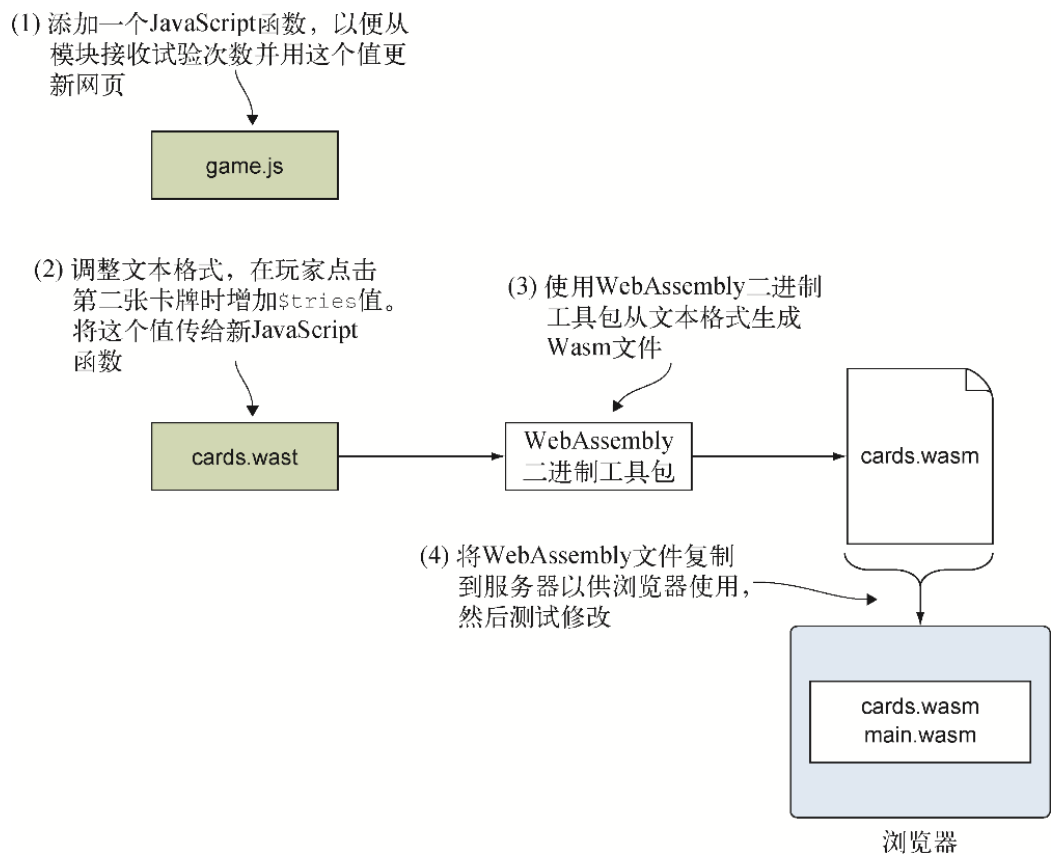 (1) 添加一个JavaScript函数，以便从
模块接收试验次数并用这个值更
新网页
game.js
(2) 调整文本格式，在玩家点击
第二张卡牌时增加$tries值。
将这个值传给新JavaScript
函数
(3) 使用WebAssembly二进制
工具包从文本格式生成
Wasm文件
cards.wast
WebAssembly
二进制工具包
cards.wasm
(4) 将WebAssembly文件复制
到服务器以供浏览器使用，
然后测试修改
cards.wasm
main.wasm
浏览器